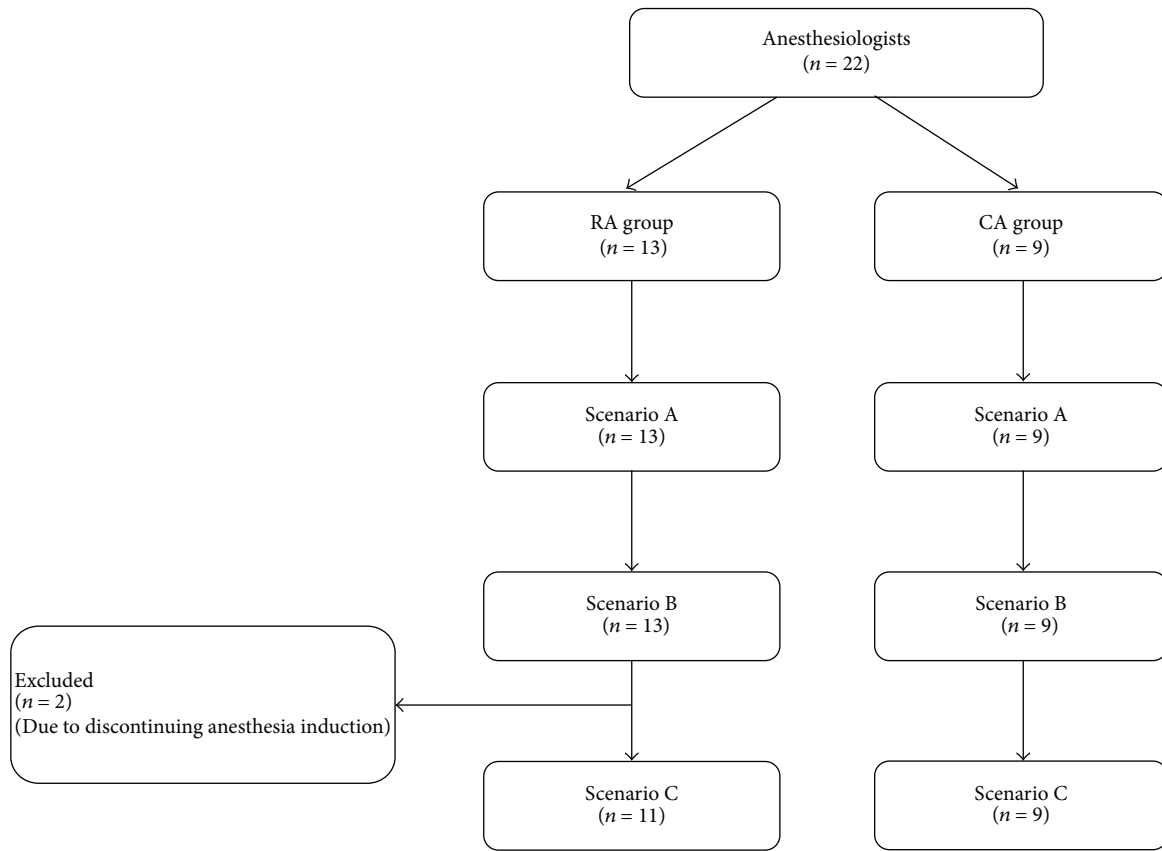 Anesthesiologists
(n = 22)
RA group
(n = 13)
CA group
(n = 9)
Scenario A
(n = 13)
Scenario A
(n = 9)
Scenario B
(n = 13)
Scenario B
(n = 9)
Excluded
(n = 2)
(Due to discontinuing anesthesia induction)
Scenario C
(n = 11)
Scenario C
(n = 9)